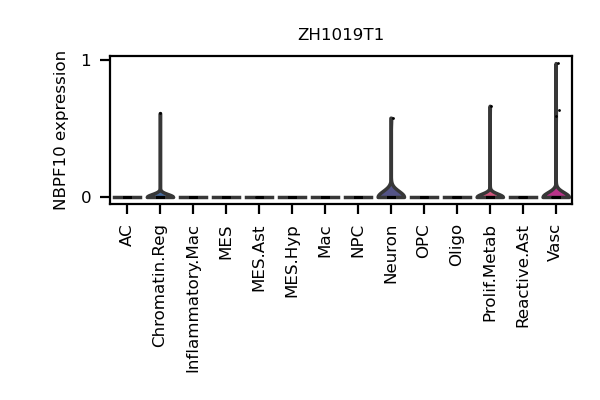 ZH1019T1
NBPF10 expression
1
0
AC
Chromatin.Reg
Inflammatory.Mac
MES
MES.Ast
MES.Hyp
Mac
NPC
Neuron
OPC
Oligo
Prolif.Metab
Reactive.Ast
Vasc